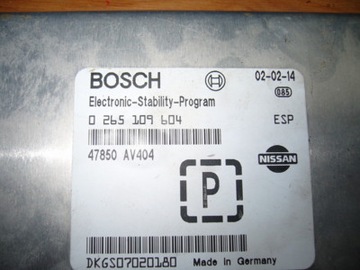 BOSCH 02-02-14
Electronic-Stability-Program 085
0 265 109 604 ESP
47850 AV404
NISSAN
P
DKGS07020180 Made in Germany